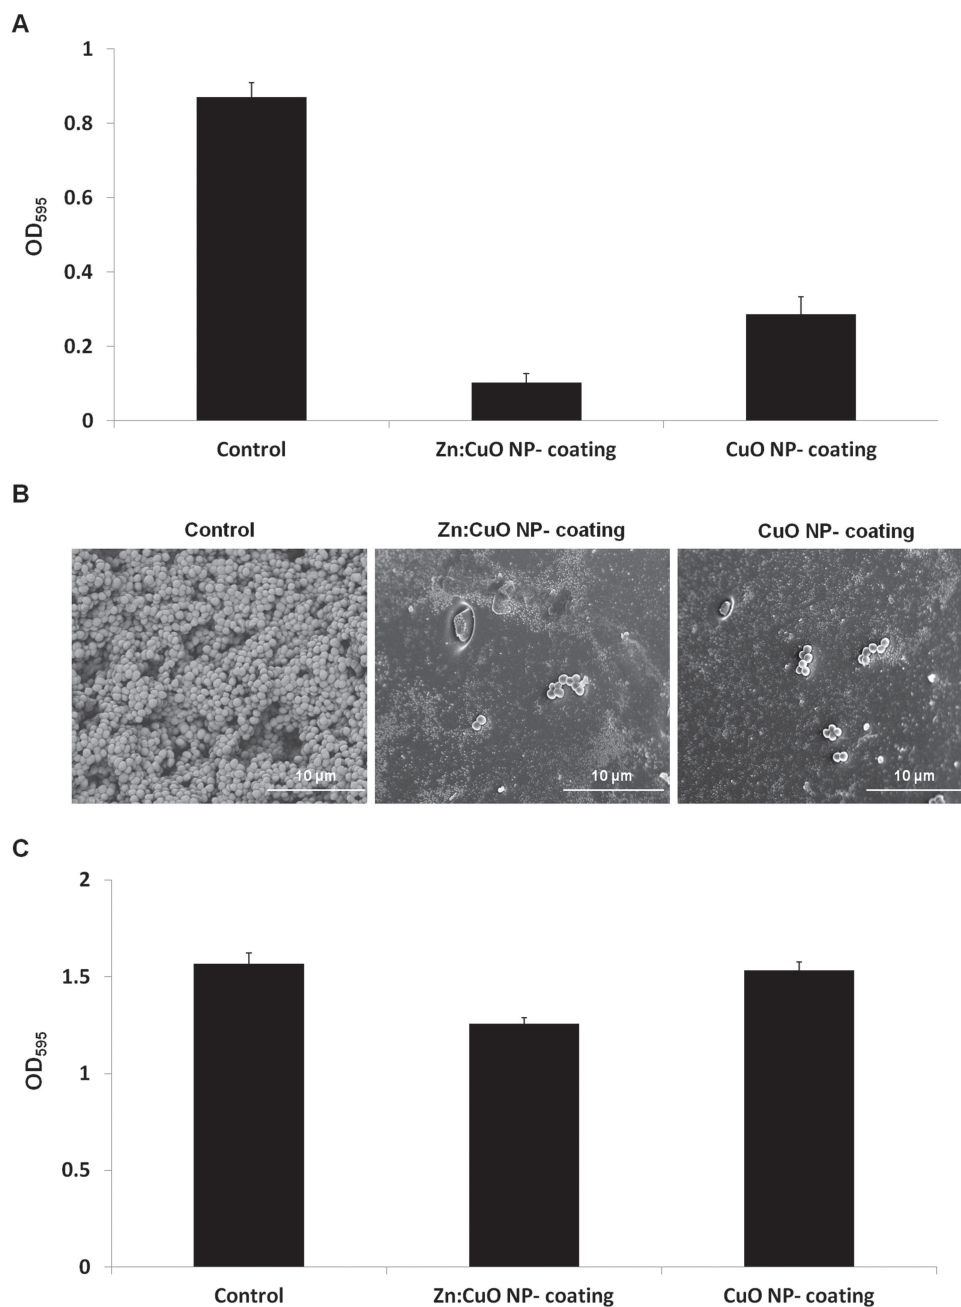 A
1
0.8
0.6
0.4
0.2
0
OD595
Control Zn:CuO NP- coating CuO NP- coating
B
Control Zn:CuO NP- coating CuO NP- coating
10 µm 10 µm 10 µm
C
2
1.5
1
0.5
0
OD595
Control Zn:CuO NP- coating CuO NP- coating